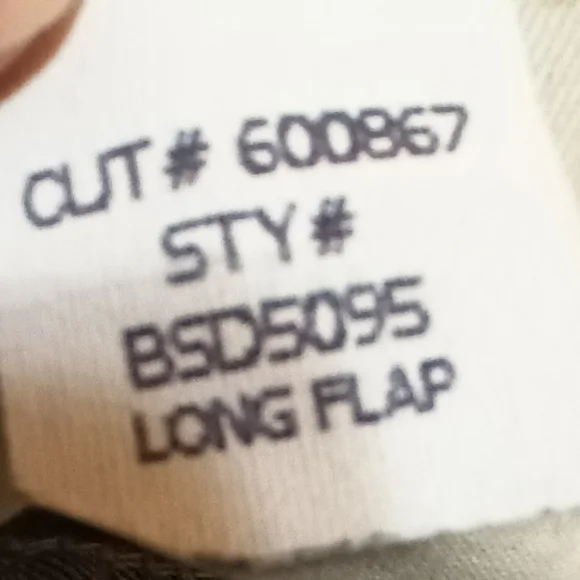 CUT # 600867
STY #
BSD5095
LONG FLAP